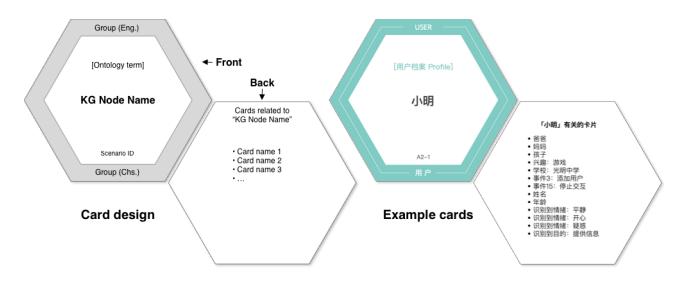 Group (Eng.)
[Ontology term]
KG Node Name
Scenario ID
Group (Chs.)
← Front
Back
Cards related to
"KG Node Name"
• Card name 1
• Card name 2
• Card name 3
• ...
Card design
USER
[用户档案 Profile]
小明
A2-1
用 户
「小明」有关的卡片
• 爸爸
• 妈妈
• 孩子
• 兴趣：游戏
• 学校：光明中学
• 事件3：添加用户
• 事件15：停止交互
• 姓名
• 年龄
• 识别到情绪：平静
• 识别到情绪：开心
• 识别到情绪：疑惑
• 识别到目的：提供信息
Example cards